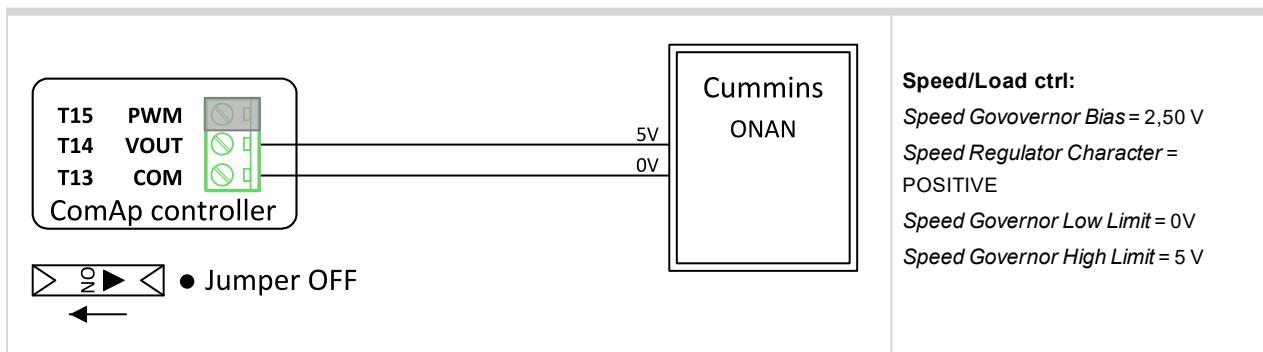 T15 PWM
T14 VOUT
T13 COM
ComAp controller
ON
● Jumper OFF
5V
0V
Cummins
ONAN
Speed/Load ctrl:
Speed Govovernor Bias = 2,50 V
Speed Regulator Character =
POSITIVE
Speed Governor Low Limit = 0V
Speed Governor High Limit = 5 V